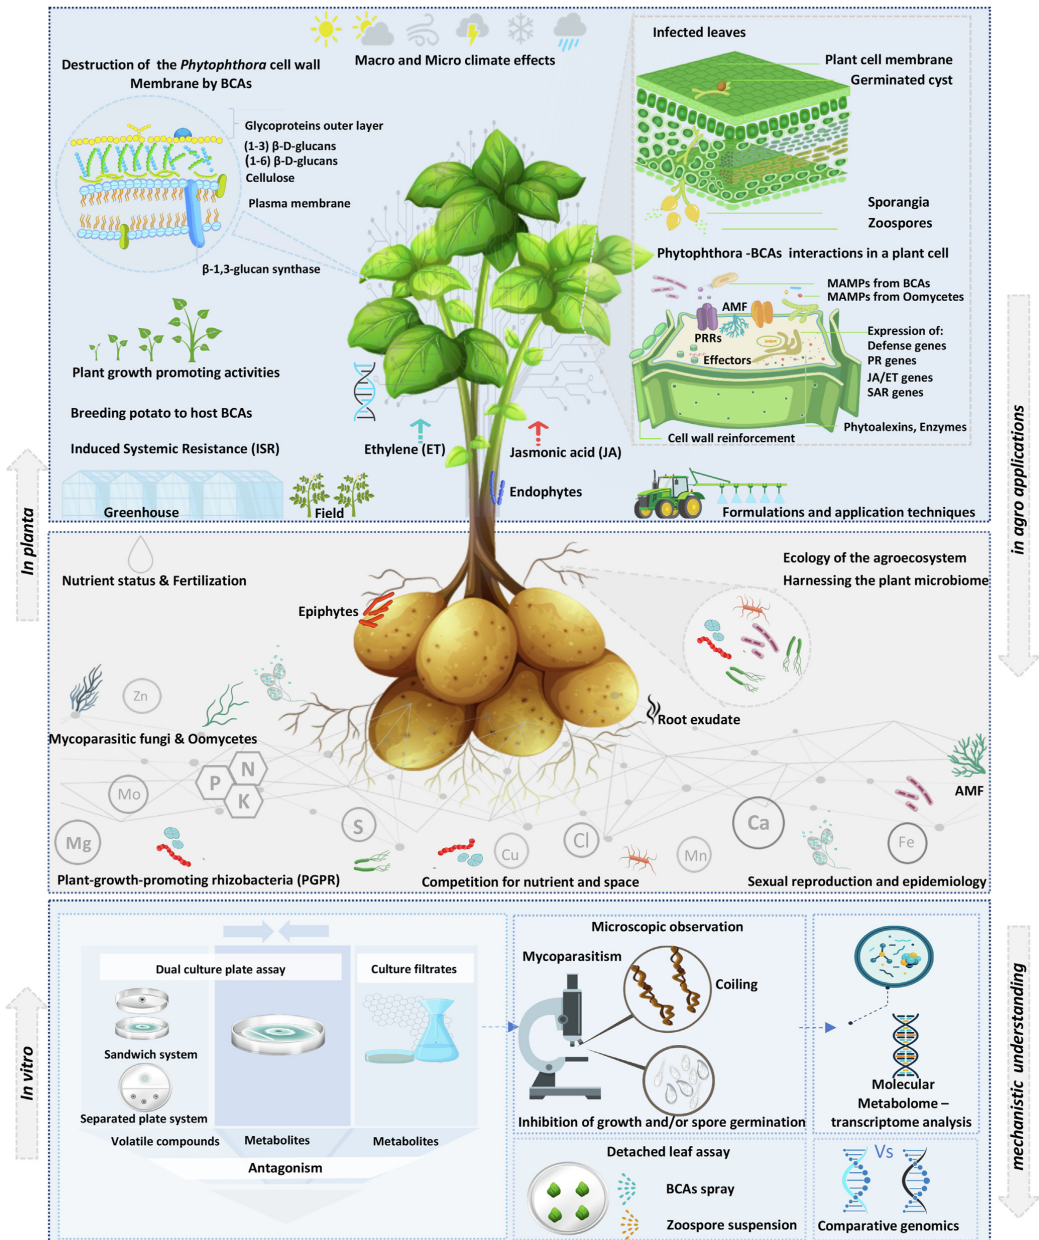 Macro and Micro climate effects
Destruction of the Phytophthora cell wall
Membrane by BCAs
Glycoproteins outer layer
(1-3) β-D-glucans
(1-6) β-D-glucans
Cellulose
Plasma membrane
β-1,3-glucan synthase
Plant growth promoting activities
Breeding potato to host BCAs
Induced Systemic Resistance (ISR)
Greenhouse
Field
Ethylene (ET)
Jasmonic acid (JA)
Endophytes
Infected leaves
Plant cell membrane
Germinated cyst
Sporangia
Zoospores
Phytophthora -BCAs interactions in a plant cell
MAMPs from BCAs
MAMPs from Oomycetes
AMF
PRRs
Effectors
Expression of:
Defense genes
PR genes
JA/ET genes
SAR genes
Phytoalexins, Enzymes
Cell wall reinforcement
Formulations and application techniques
In planta
in agro applications
Nutrient status & Fertilization
Epiphytes
Ecology of the agroecosystem
Harnessing the plant microbiome
Zn
Root exudate
Mycoparasitic fungi & Oomycetes
Mo
P
N
K
AMF
Mg
S
Cu
Cl
Mn
Ca
Fe
Plant-growth-promoting rhizobacteria (PGPR)
Competition for nutrient and space
Sexual reproduction and epidemiology
In vitro
mechanistic understanding
Dual culture plate assay
Culture filtrates
Sandwich system
Separated plate system
Volatile compounds
Metabolites
Metabolites
Antagonism
Microscopic observation
Mycoparasitism
Coiling
Inhibition of growth and/or spore germination
Molecular
Metabolome –
transcriptome analysis
Detached leaf assay
BCAs spray
Zoospore suspension
Vs
Comparative genomics